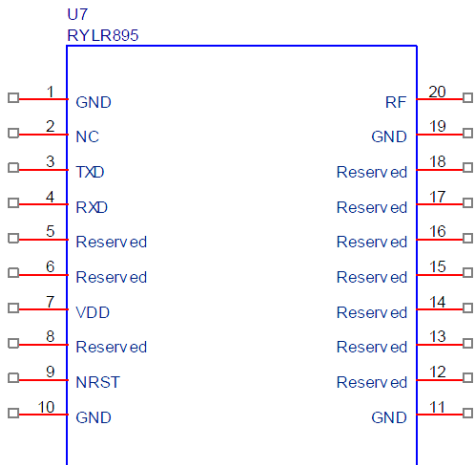 U7
RYLR895
1 GND
2 NC
3 TXD
4 RXD
5 Reserved
6 Reserved
7 VDD
8 Reserved
9 NRST
10 GND
RF 20
GND 19
Reserved 18
Reserved 17
Reserved 16
Reserved 15
Reserved 14
Reserved 13
Reserved 12
GND 11